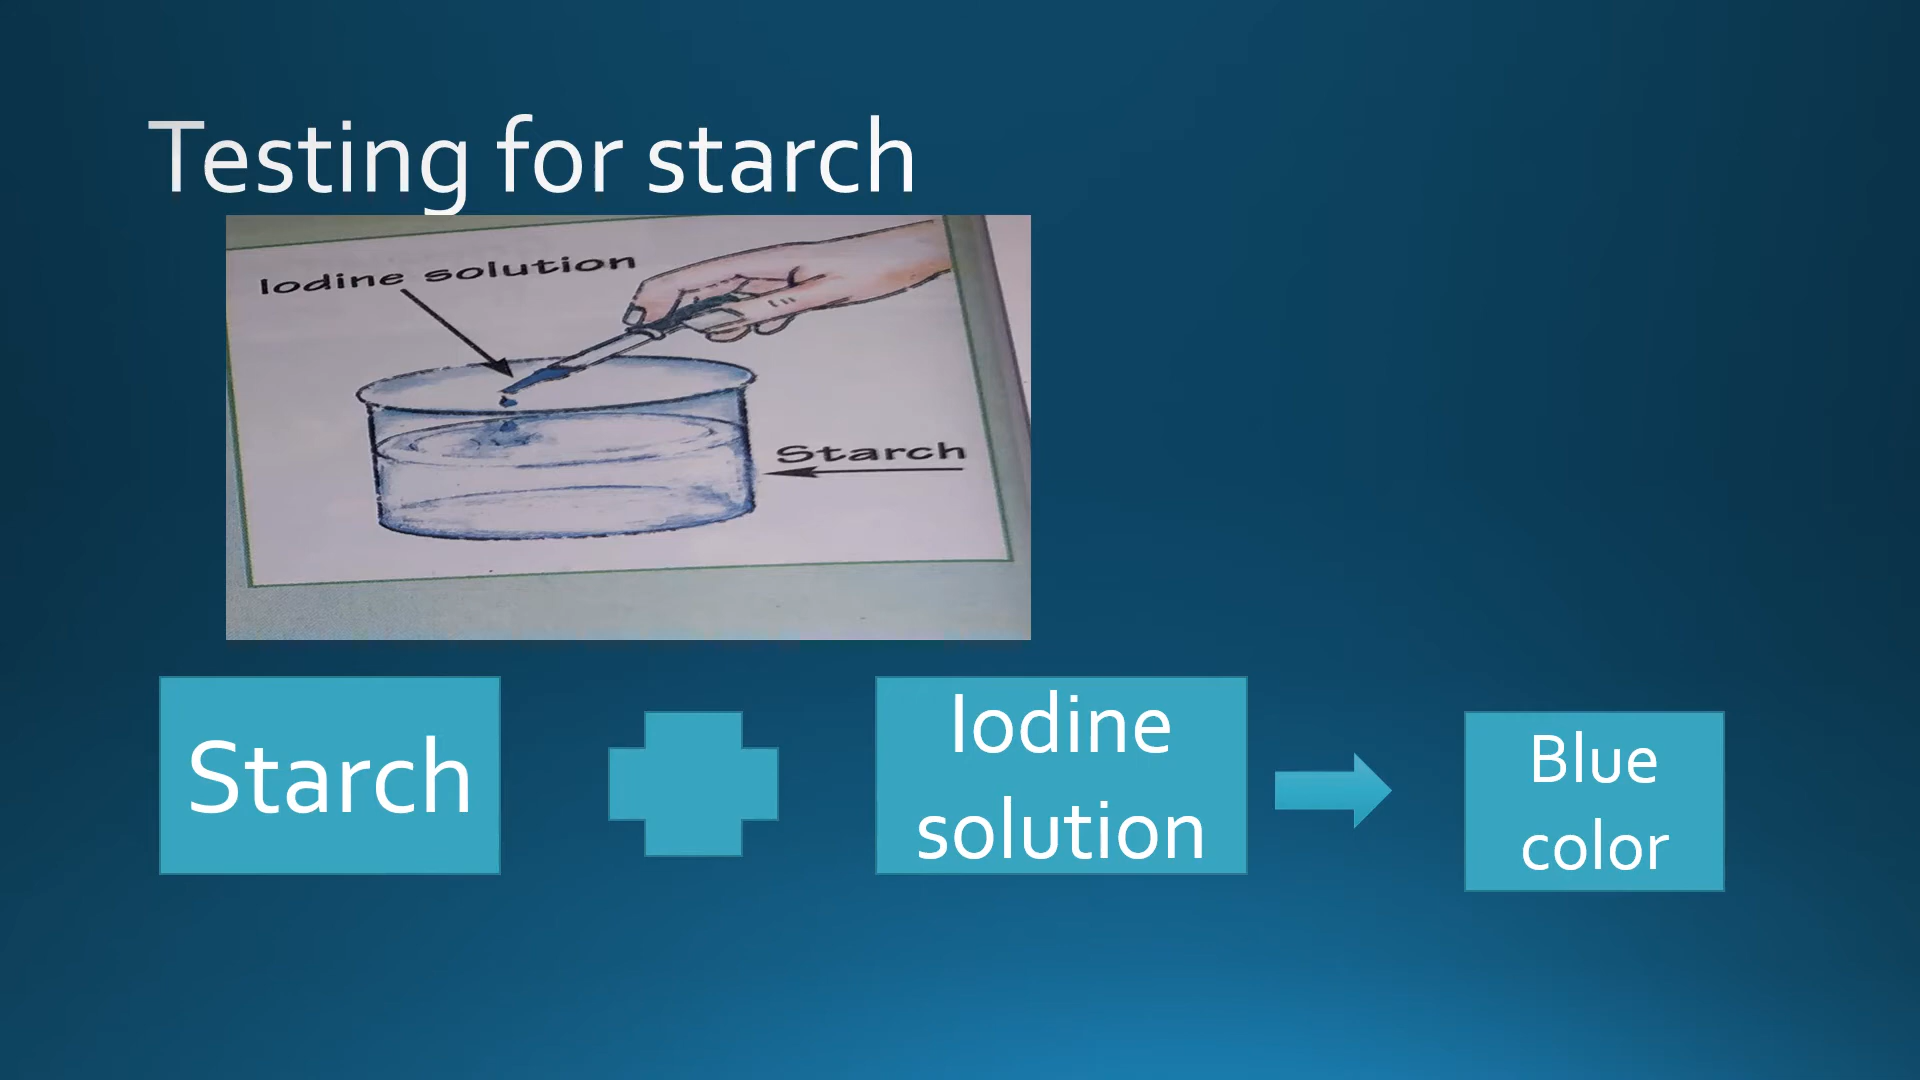 Testing for starch
Iodine solution
Starch
Starch
Iodine
solution
Blue
color